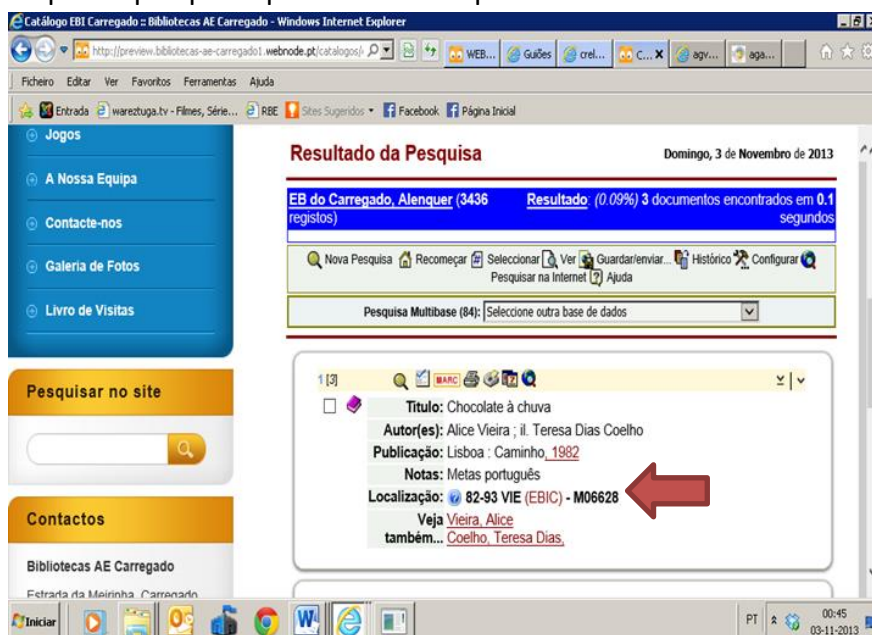 Catálogo EBI Carregado :: Bibliotecas AE Carregado - Windows Internet Explorer
http://preview.bibliotecas-ae-carregado1.webnode.pt/catalogos/
WEB... Guiões crel... C... X agv... aga...
Ficheiro Editar Ver Favoritos Ferramentas Ajuda
Entrada wareztuga.tv - Filmes, Série... RBE Sites Sugeridos Facebook Página Inicial
Jogos
A Nossa Equipa
Contacte-nos
Galeria de Fotos
Livro de Visitas
Pesquisar no site
Contactos
Bibliotecas AE Carregado
Estrada da Meirinha, Carregado
Resultado da Pesquisa Domingo, 3 de Novembro de 2013
EB do Carregado, Alenquer (3436 registos) Resultado: (0.09%) 3 documentos encontrados em 0.1 segundos
Nova Pesquisa Recomeçar Seleccionar Ver Guardar/enviar... Histórico Configurar
Pesquisar na Internet Ajuda
Pesquisa Multibase (84): Seleccione outra base de dados
1 [3] MARC
Titulo: Chocolate à chuva
Autor(es): Alice Vieira ; il. Teresa Dias Coelho
Publicação: Lisboa : Caminho, 1982
Notas: Metas português
Localização: 82-93 VIE (EBIC) - M06628
Veja também... Vieira, Alice
Coelho, Teresa Dias,
Iniciar PT 00:45
03-11-2013